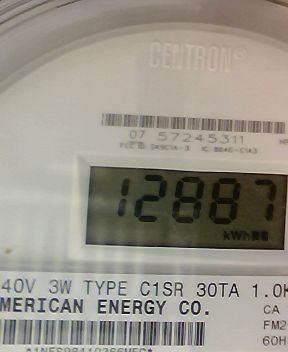 CENTRON®
07 57245311
12887
kWh
40V 3W TYPE C1SR 30TA 1.0K
MERICAN ENERGY CO.
CA
FM2
60H